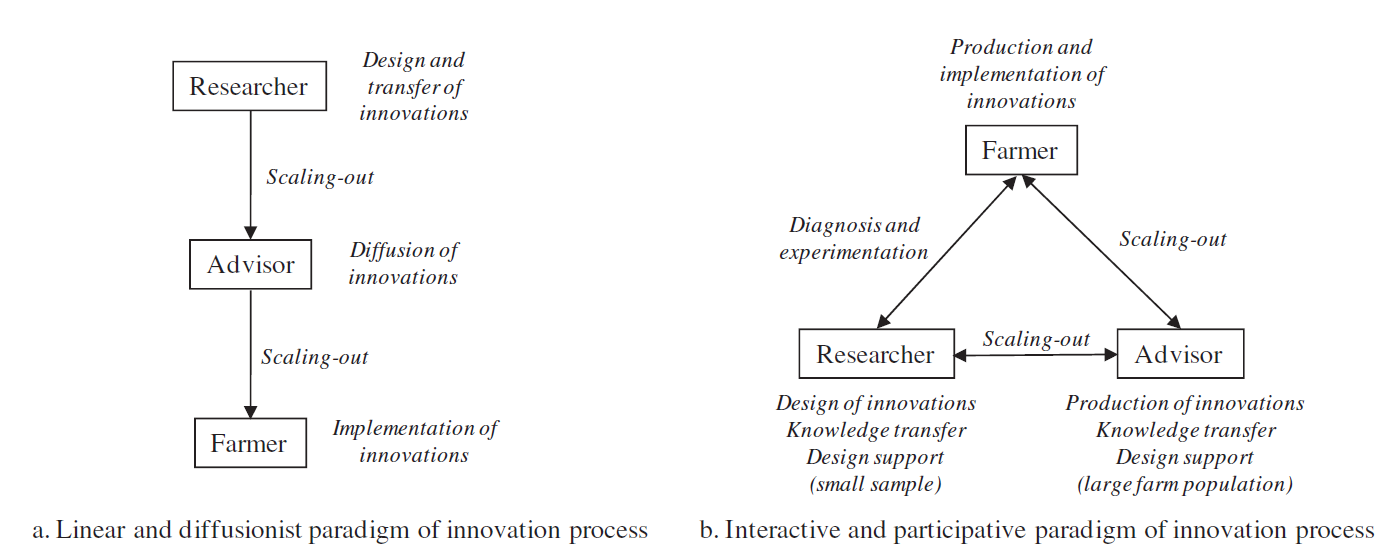 Researcher
Design and
transfer of
innovations
Scaling-out
Advisor
Diffusion of
innovations
Scaling-out
Farmer
Implementation of
innovations
a. Linear and diffusionist paradigm of innovation process
Production and
implementation of
innovations
Farmer
Diagnosis and
experimentation
Scaling-out
Researcher
Scaling-out
Advisor
Design of innovations
Knowledge transfer
Design support
(small sample)
Production of innovations
Knowledge transfer
Design support
(large farm population)
b. Interactive and participative paradigm of innovation process